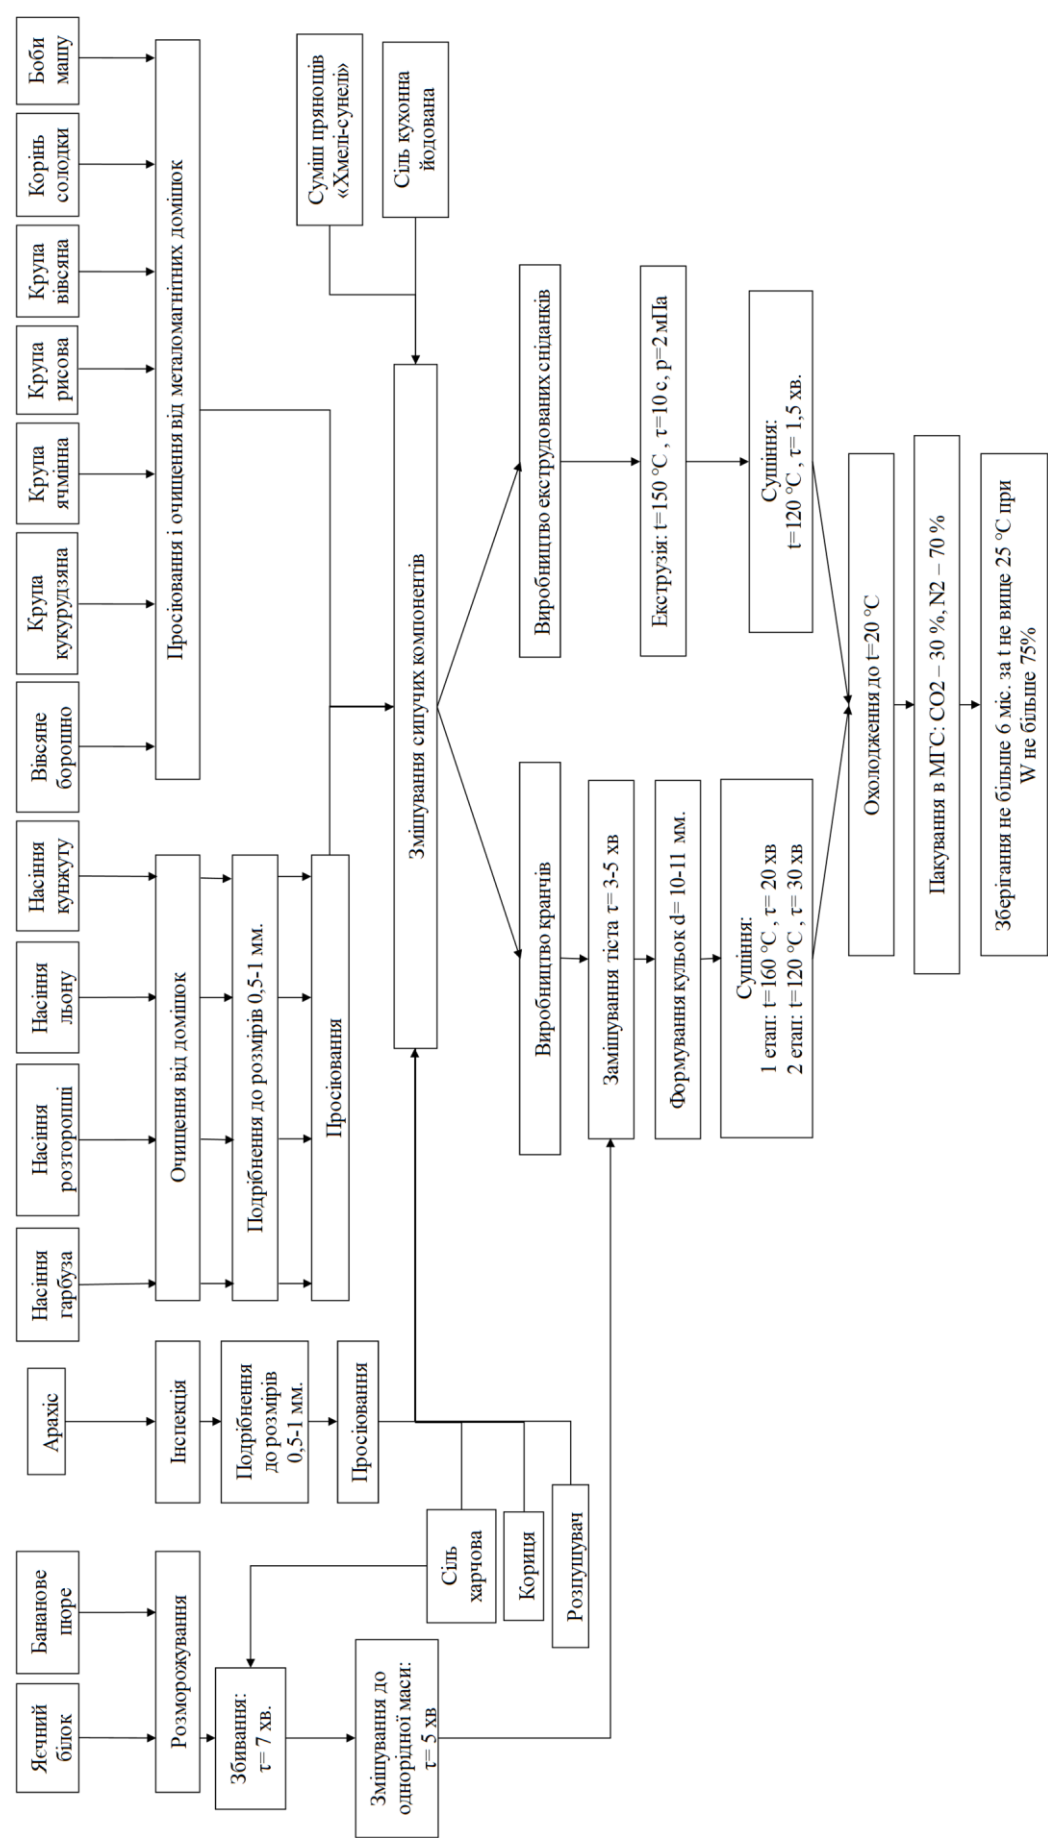 Яєчний
білок
Бананове
пюре
Арахіс
Насіння
гарбуза
Насіння
розторопші
Насіння
льону
Насіння
кунжуту
Вівсяне
борошно
Крупа
кукурудзяна
Крупа
ячмінна
Крупа
рисова
Крупа
вівсяна
Корінь
солодки
Боби
машу
Розморожування
Інспекція
Очищення від домішок
Просіювання і очищення від металомагнітних домішок
Збивання:
τ= 7 хв.
Подрібнення
до розмірів
0,5-1 мм.
Подрібнення до розмірів 0,5-1 мм.
Просіювання
Просіювання
Суміш прянощів
«Хмелі-сунелі»
Змішування до
однорідної маси:
τ= 5 хв
Сіль
харчова
Змішування сипучих компонентів
Сіль кухонна
йодована
Кориця
Розпушувач
Виробництво кранчів
Виробництво екструдованих сніданків
Замішування тіста τ= 3-5 хв
Формування кульок d= 10-11 мм.
Екструзія: t=150 °C , τ=10 с, р=2 мПа
Сушіння:
1 етап: t=160 °C , τ= 20 хв
2 етап: t=120 °C , τ= 30 хв
Сушіння:
t=120 °C , τ= 1,5 хв.
Охолодження до t=20 °C
Пакування в МГС: CO2 – 30 %, N2 – 70 %
Зберігання не більше 6 міс. за t не вище 25 °C при
W не більше 75%